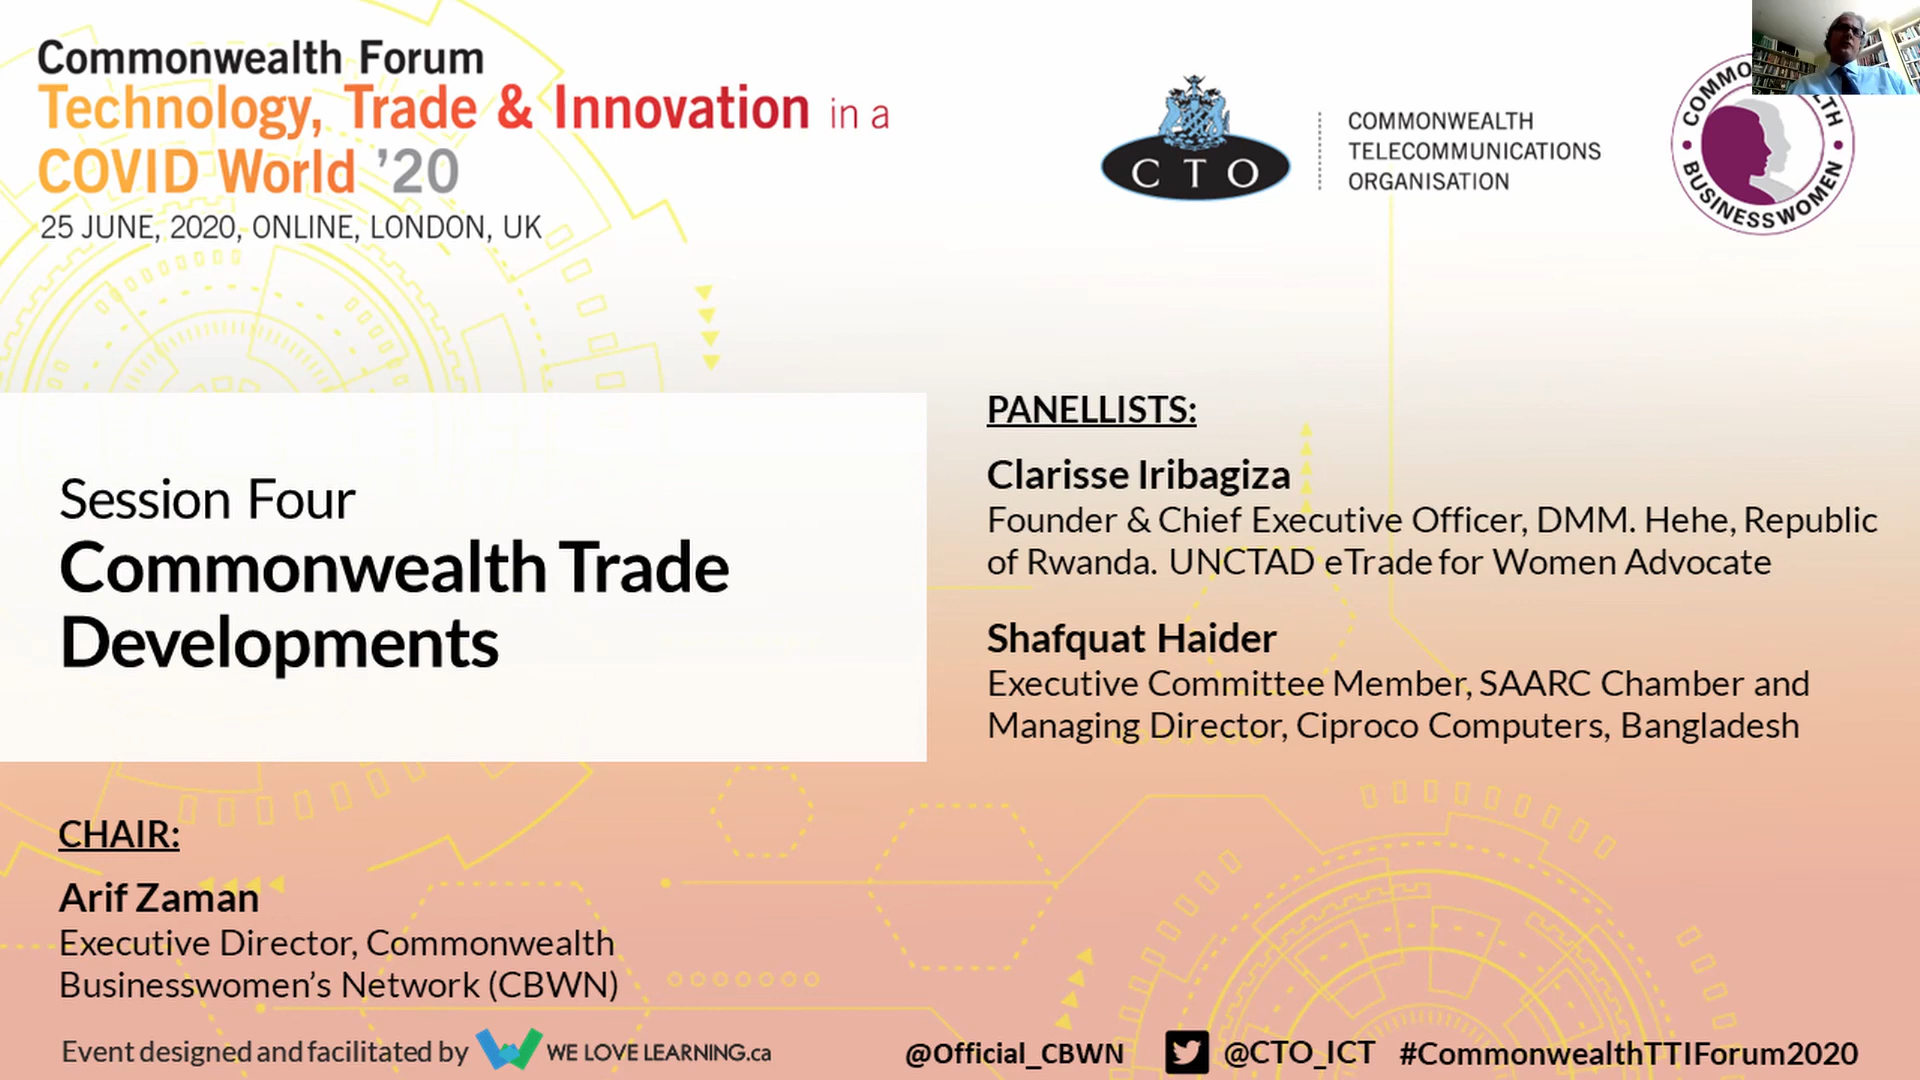 Commonwealth Forum
Technology, Trade & Innovation in a
COVID World ’20
25 JUNE, 2020, ONLINE, LONDON, UK
CTO
COMMONWEALTH
TELECOMMUNICATIONS
ORGANISATION
BUSINESSWOMEN
Session Four
Commonwealth Trade
Developments
PANELLISTS:
Clarisse Iribagiza
Founder & Chief Executive Officer, DMM. Hehe, Republic
of Rwanda. UNCTAD eTrade for Women Advocate
Shafquat Haider
Executive Committee Member, SAARC Chamber and
Managing Director, Ciproco Computers, Bangladesh
CHAIR:
Arif Zaman
Executive Director, Commonwealth
Businesswomen’s Network (CBWN)
Event designed and facilitated by WE LOVE LEARNING.ca
@Official_CBWN @CTO_ICT #CommonwealthTTIForum2020